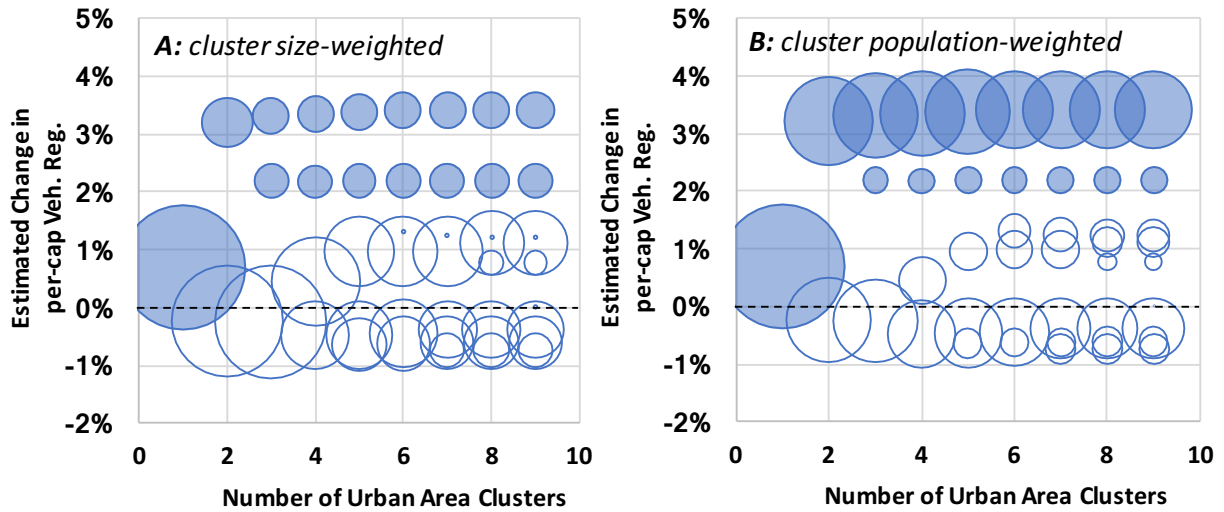 Estimated Change in
per-cap Veh. Reg.
5%
4%
3%
2%
1%
0%
-1%
-2%
A: cluster size-weighted
0 2 4 6 8 10
Number of Urban Area Clusters
Estimated Change in
per-cap Veh. Reg.
5%
4%
3%
2%
1%
0%
-1%
-2%
B: cluster population-weighted
0 2 4 6 8 10
Number of Urban Area Clusters